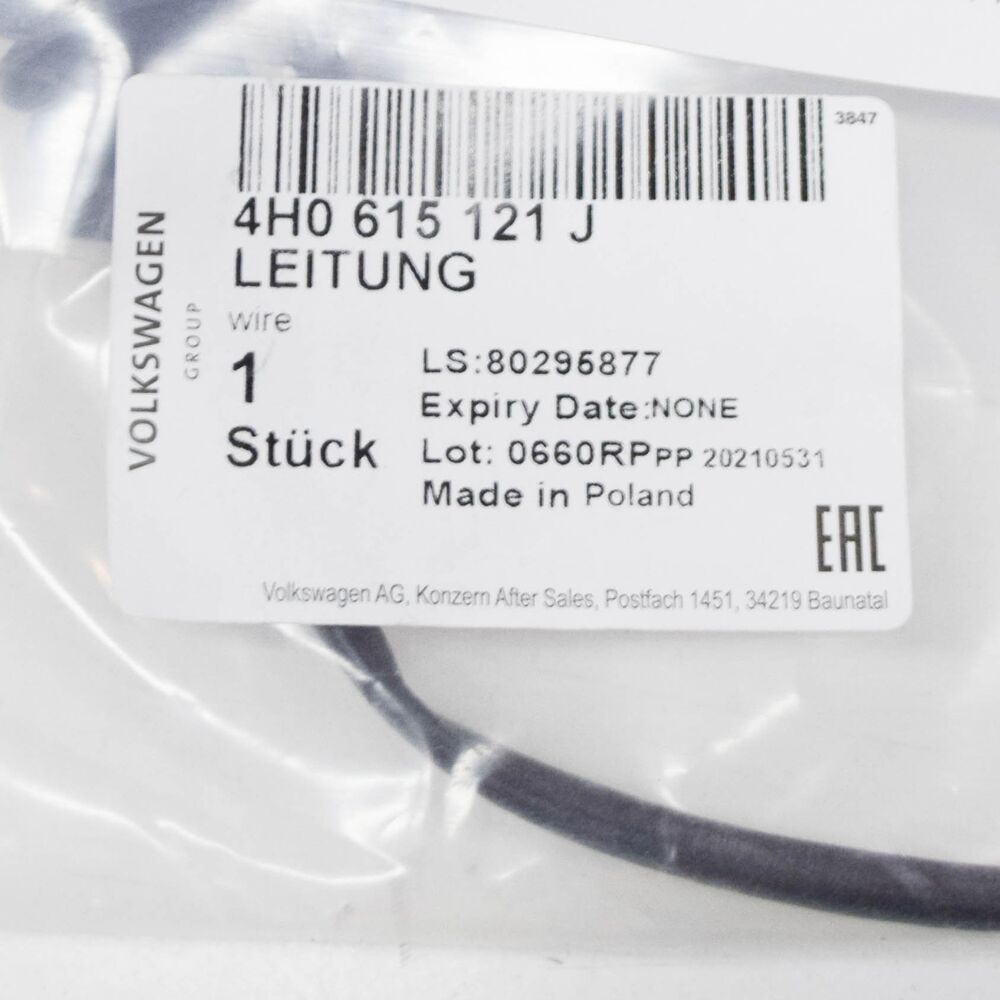 3847
4H0 615 121 J
LEITUNG
wire
1
Stück
LS:80296877
Expiry Date:NONE
Lot: 0660RPPP 20210531
Made in Poland
VOLKSWAGEN
GROUP
EAC
Volkswagen AG, Konzern After Sales, Postfach 1451, 34219 Baunatal